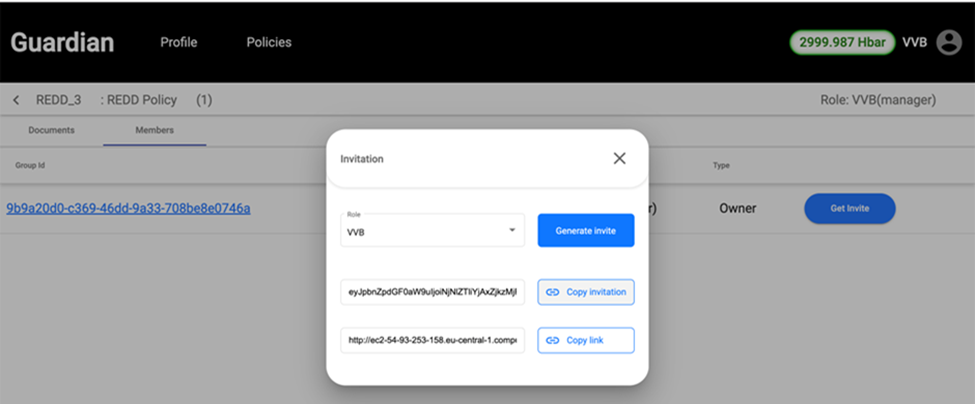 Guardian Profile Policies 2999.987 Hbar VVB
REDD_3 : REDD Policy (1) Role: VVB(manager)
Documents Members
Invitation
Group Id Type
Role
VVB Generate invite
9b9a20d0-c369-46dd-9a33-708be8e0746a r) Owner Get Invite
Copy invitation
http://ec2-54-93-253-158.eu-central-1.comp Copy link